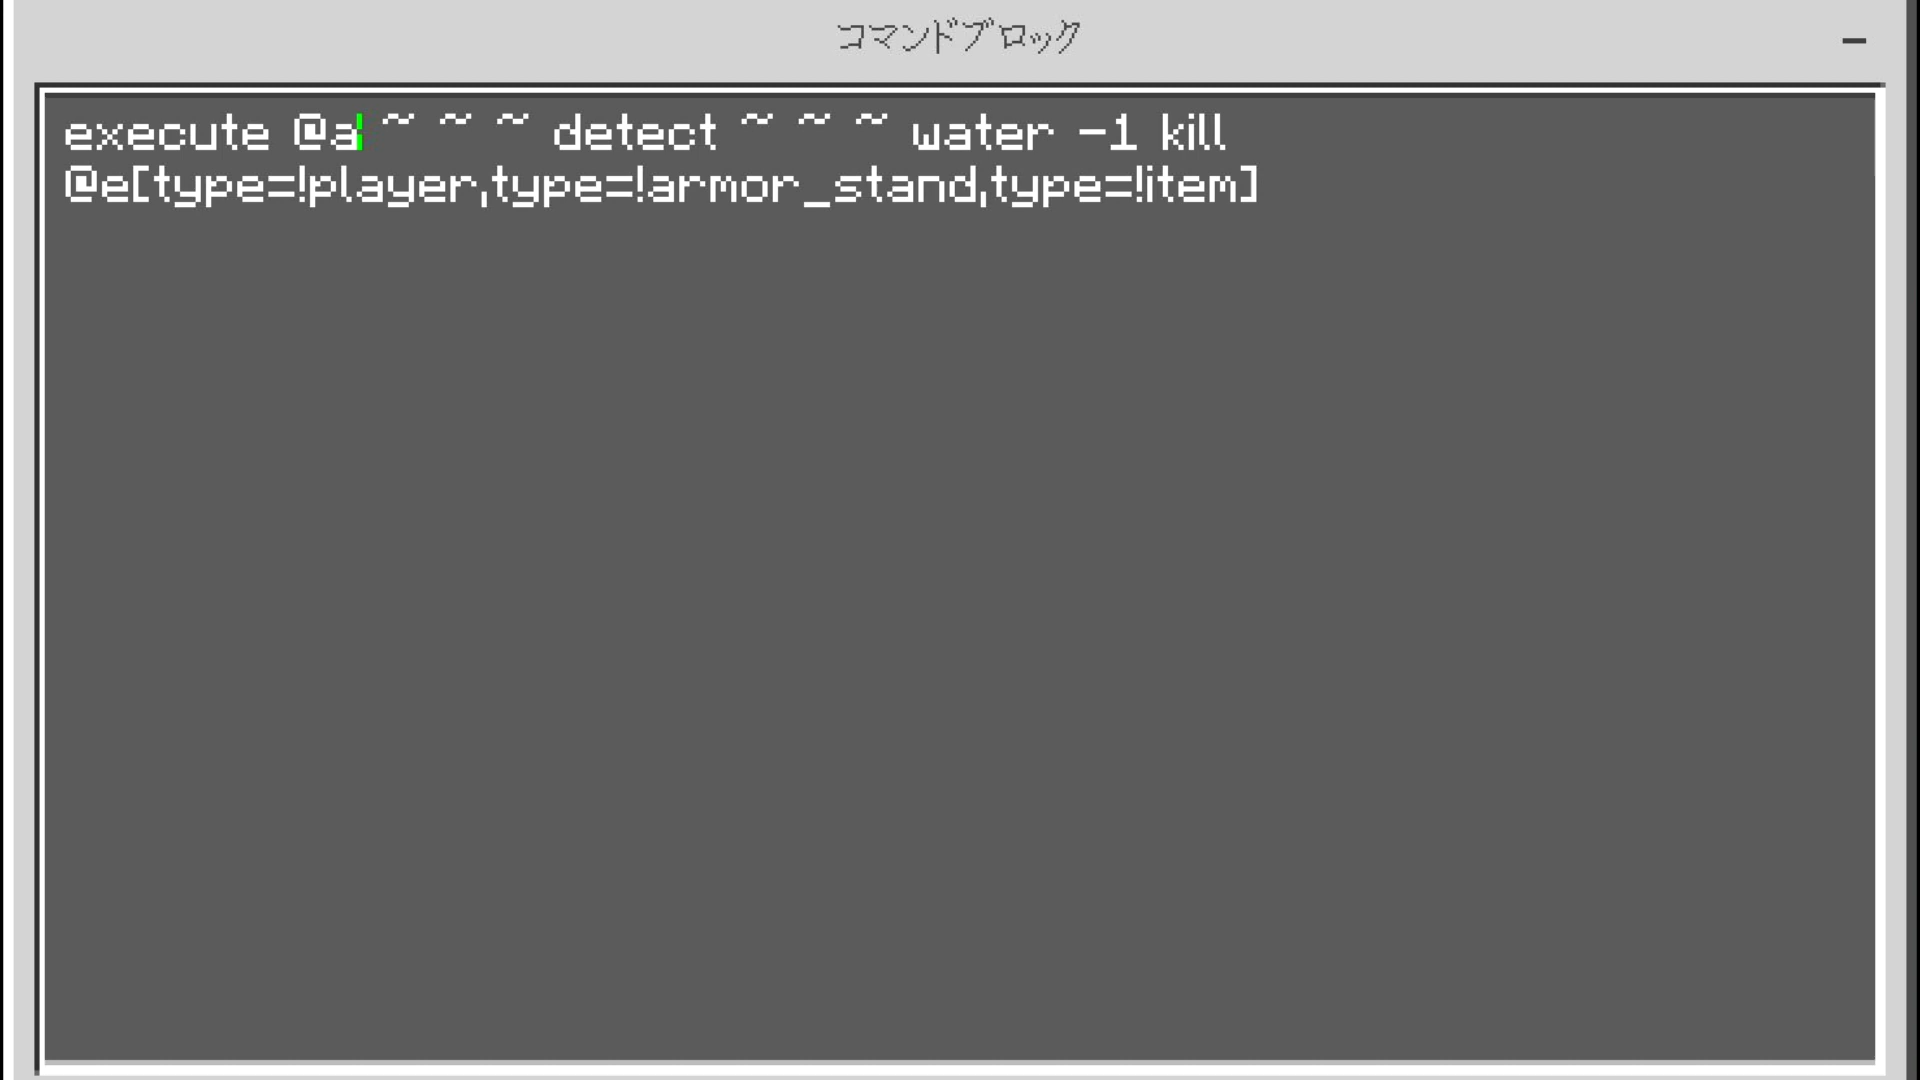 コマンドブロック
execute @a ~ ~ ~ detect ~ ~ ~ water -1 kill
@e[type=!player,type=!armor_stand,type=!item]